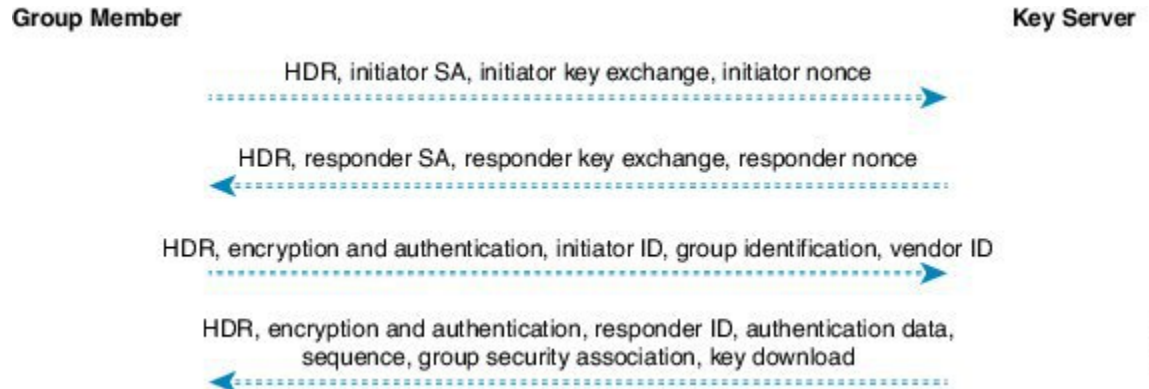 Group Member
Key Server
HDR, initiator SA, initiator key exchange, initiator nonce
HDR, responder SA, responder key exchange, responder nonce
HDR, encryption and authentication, initiator ID, group identification, vendor ID
HDR, encryption and authentication, responder ID, authentication data,
sequence, group security association, key download